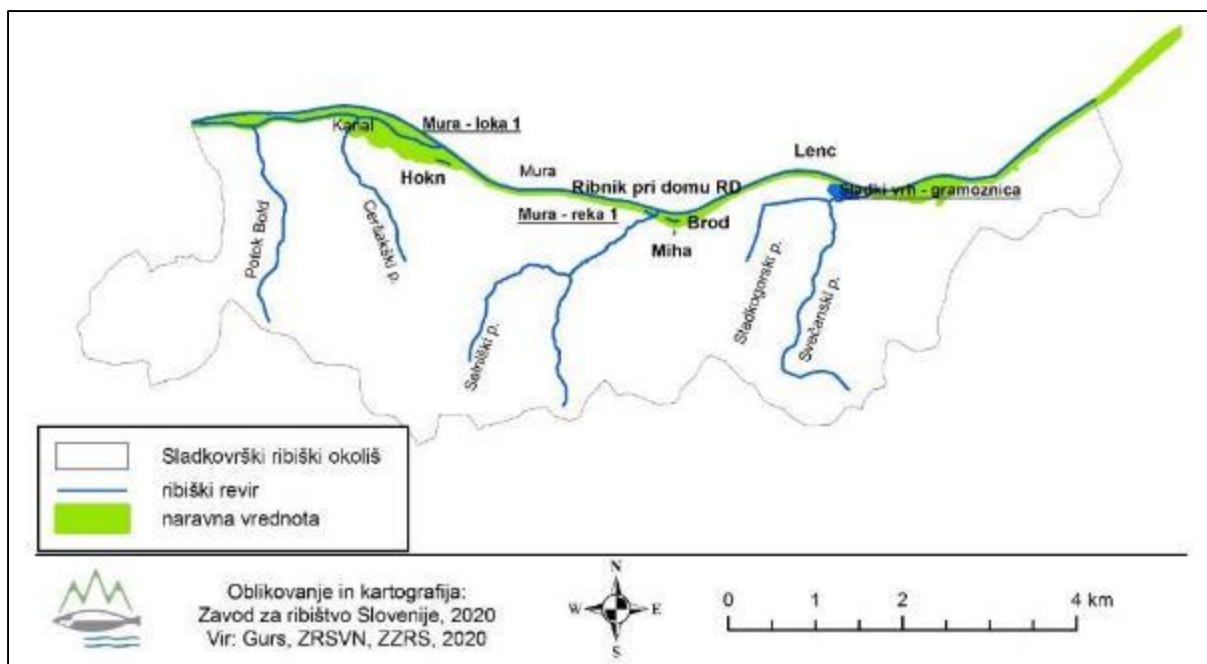 Kanal
Mura - loka 1
Hokn
Mura
Lenc
Ribnik pri domu RD
Sladki vrh - gramoznica
Mura - reka 1
Brod
Miha
Potok Bold
Ceršakški p.
Selniški p.
Sladkogorski p.
Svečanski p.
Sladkovrški ribiški okoliš
ribiški revir
naravna vrednota
Oblikovanje in kartografija:
Zavod za ribištvo Slovenije, 2020
Vir: Gurs, ZRSVN, ZZRS, 2020
N
W E
S
0 1 2 4 km